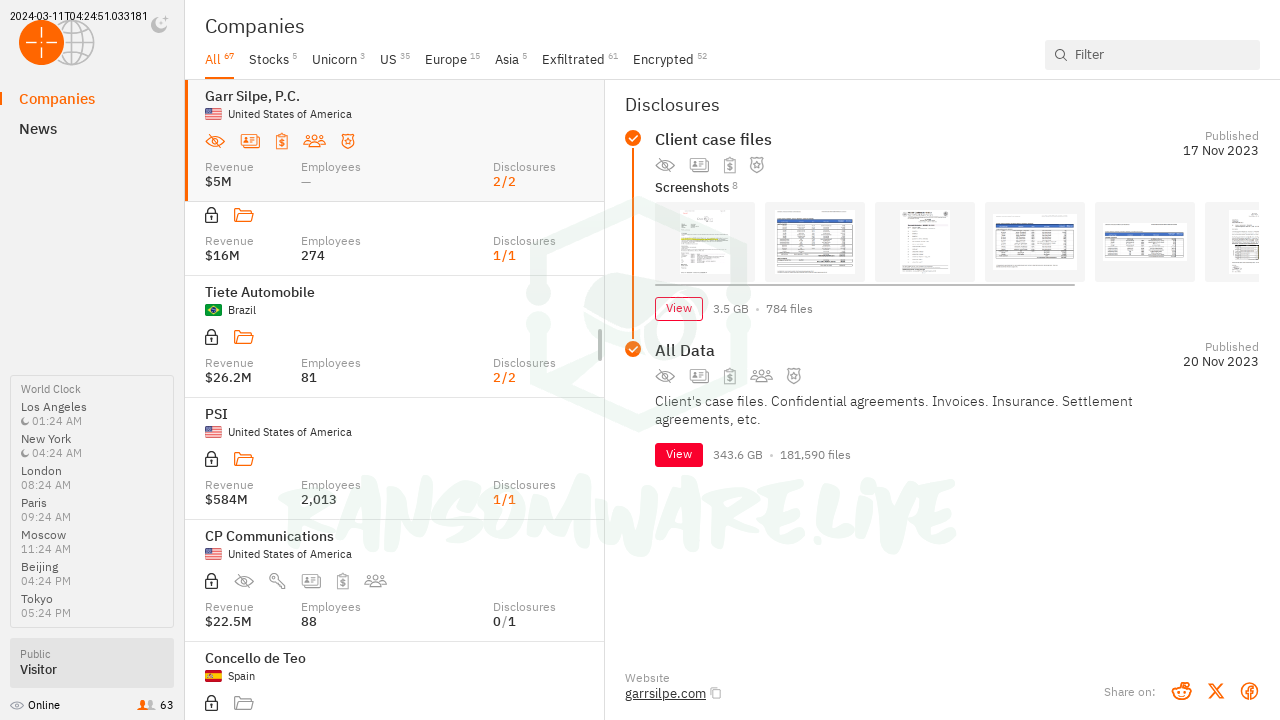 2024-03-11T04:24:51.033181
Companies
News
World Clock
Los Angeles
01:24 AM
New York
04:24 AM
London
08:24 AM
Paris
09:24 AM
Moscow
11:24 AM
Beijing
04:24 PM
Tokyo
05:24 PM
Public
Visitor
Online 63
Companies
All 67 Stocks 5 Unicorn 3 US 35 Europe 15 Asia 5 Exfiltrated 61 Encrypted 52
Filter
Garr Silpe, P.C.
United States of America
Revenue Employees Disclosures
$5M — 2/2
Revenue Employees Disclosures
$16M 274 1/1
Tiete Automobile
Brazil
Revenue Employees Disclosures
$26.2M 81 2/2
PSI
United States of America
Revenue Employees Disclosures
$584M 2,013 1/1
CP Communications
United States of America
Revenue Employees Disclosures
$22.5M 88 0/1
Concello de Teo
Spain
Disclosures
Client case files
Published
17 Nov 2023
Screenshots 8
View 3.5 GB • 784 files
All Data
Published
20 Nov 2023
Client's case files. Confidential agreements. Invoices. Insurance. Settlement
agreements, etc.
View 343.6 GB • 181,590 files
Website
garrsilpe.com
Share on:
RANSOMWARE.LIVE